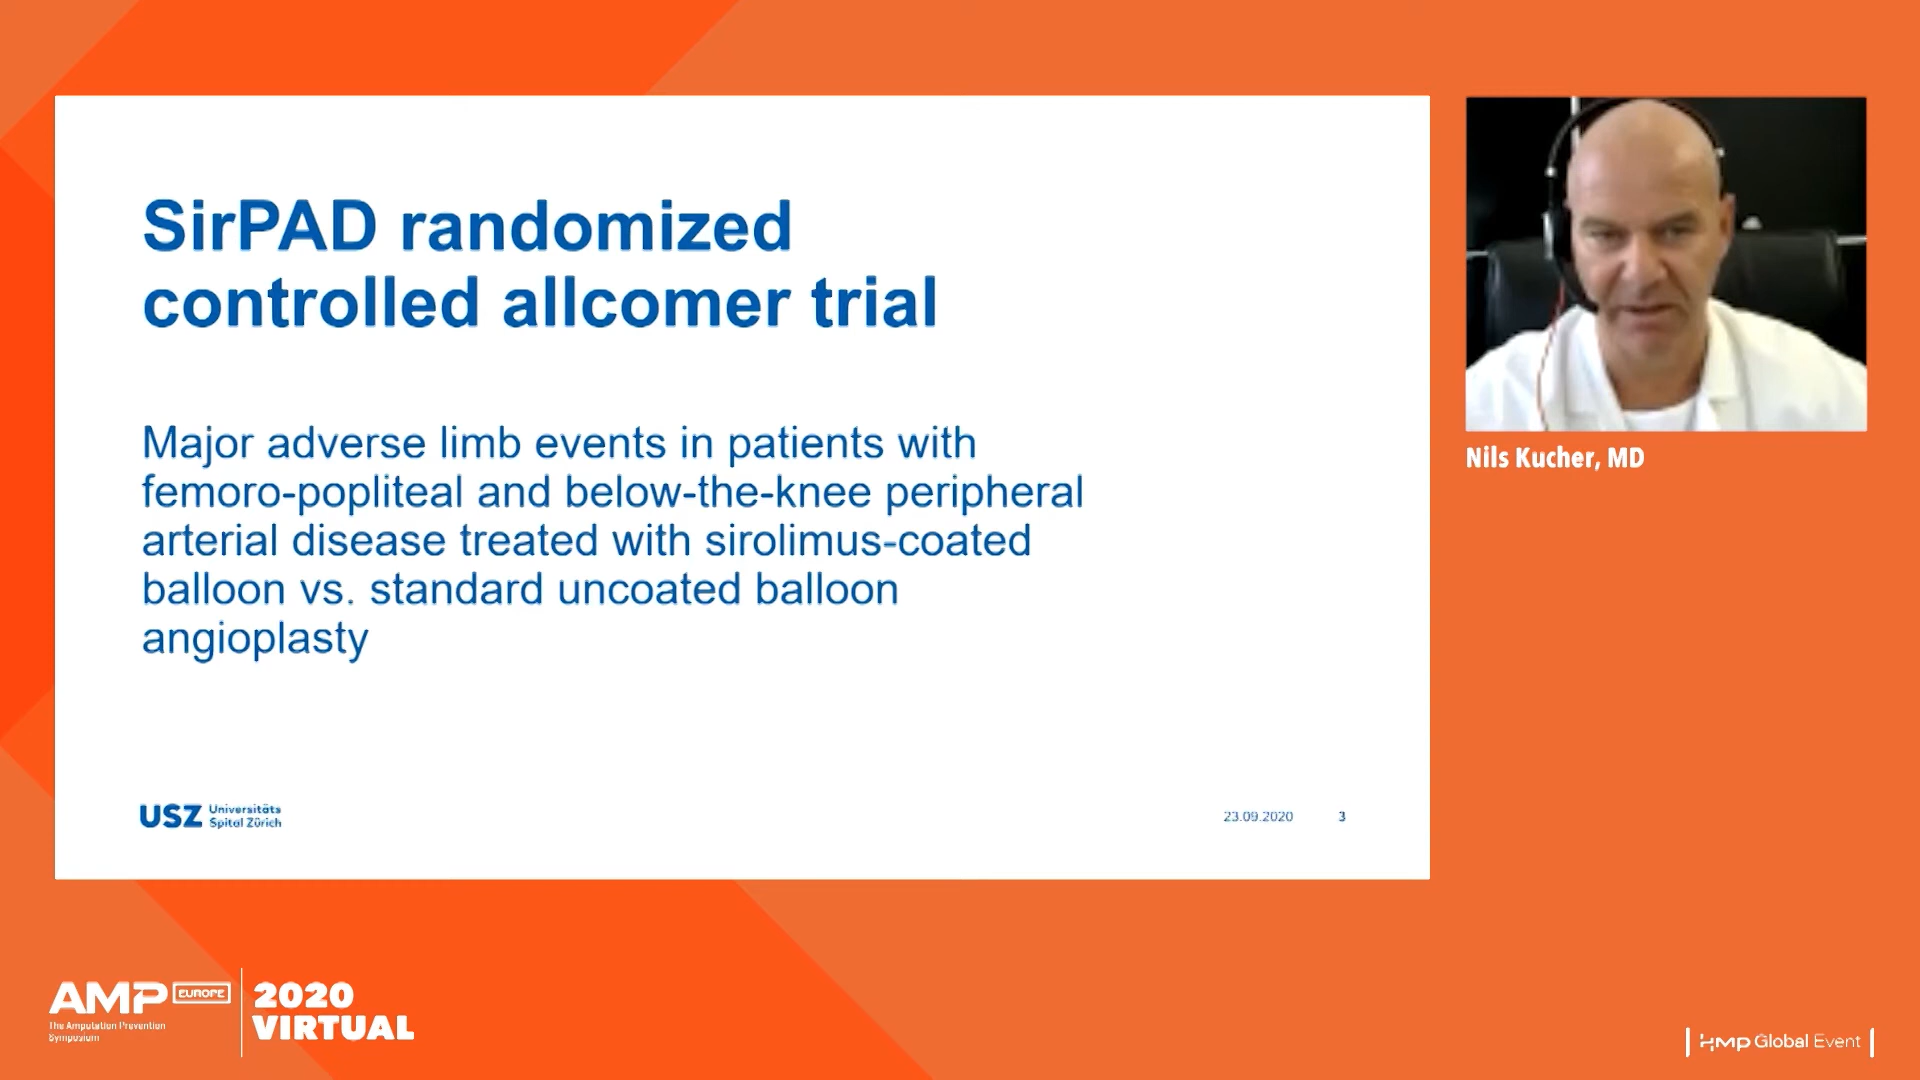 SirPAD randomized
controlled allcomer trial
Major adverse limb events in patients with
femoro-popliteal and below-the-knee peripheral
arterial disease treated with sirolimus-coated
balloon vs. standard uncoated balloon
angioplasty
USZ Universitäts
Spital Zürich
23.09.2020 3
Nils Kucher, MD
AMP EUROPE
The Amputation Prevention
Symposium
2020
VIRTUAL
HMP Global Event